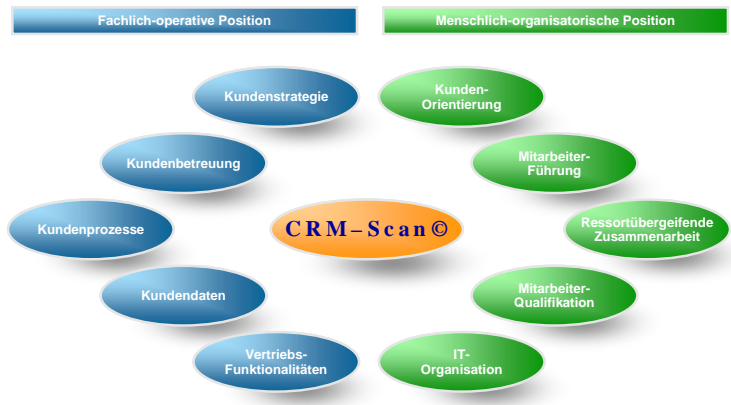 Fachlich-operative Position
Menschlich-organisatorische Position
Kundenstrategie
Kunden-
Orientierung
Kundenbetreuung
Mitarbeiter-
Führung
Kundenprozesse
CRM–Scan©
Ressortübergeifende
Zusammenarbeit
Kundendaten
Mitarbeiter-
Qualifikation
Vertriebs-
Funktionalitäten
IT-
Organisation